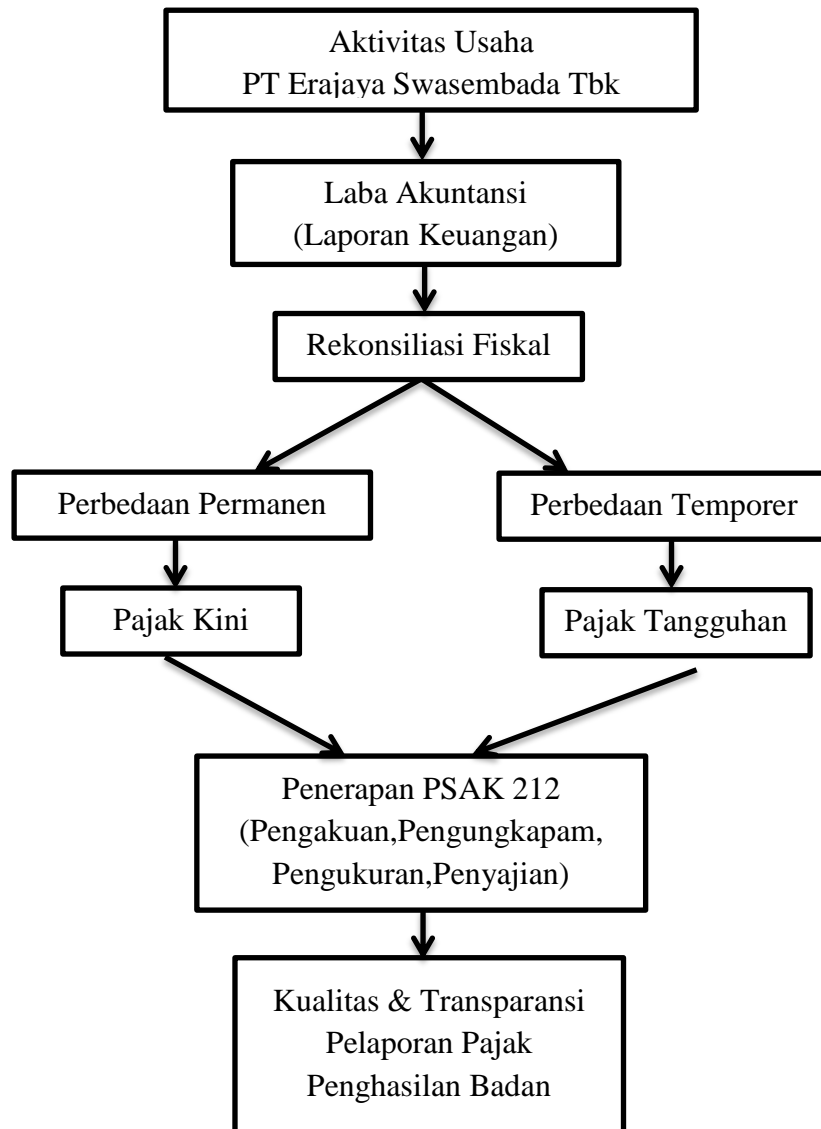 Aktivitas Usaha
PT Erajaya Swasembada Tbk
Laba Akuntansi
(Laporan Keuangan)
Rekonsiliasi Fiskal
Perbedaan Permanen
Perbedaan Temporer
Pajak Kini
Pajak Tangguhan
Penerapan PSAK 212
(Pengakuan,Pengungkapam,
Pengukuran,Penyajian)
Kualitas & Transparansi
Pelaporan Pajak
Penghasilan Badan